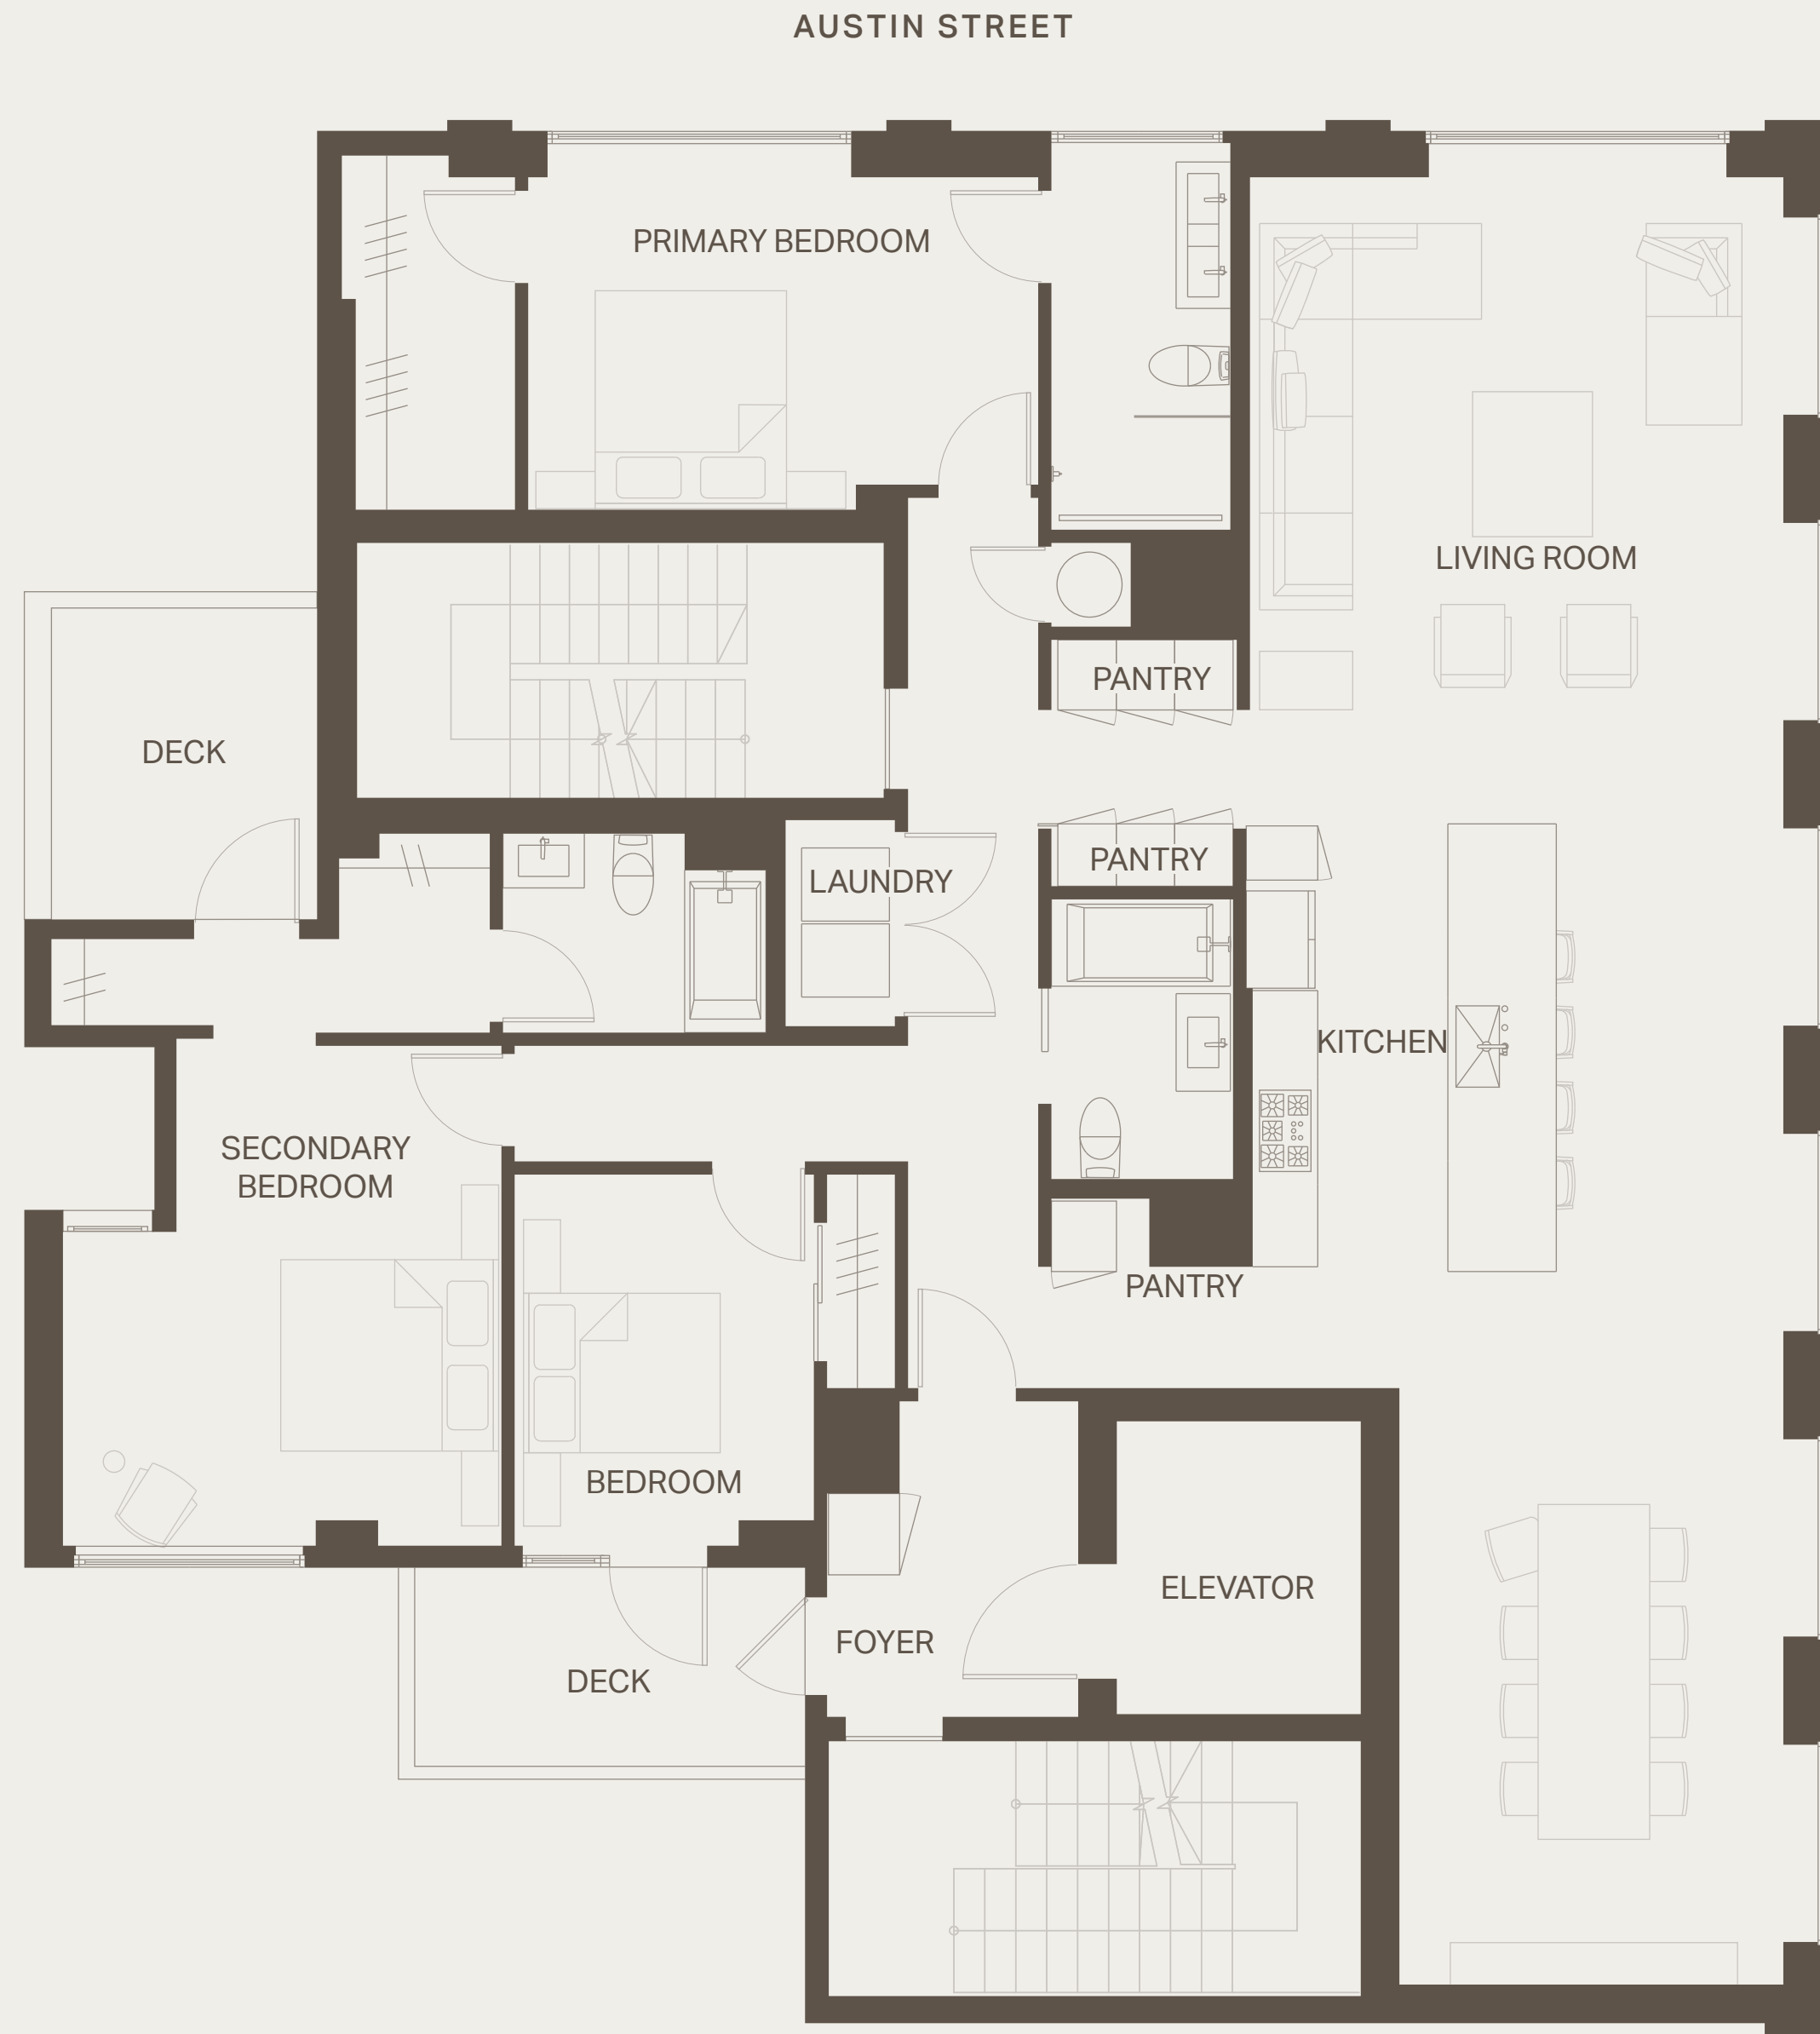 AUSTIN STREET
PRIMARY BEDROOM
LIVING ROOM
PANTRY
DECK
PANTRY
LAUNDRY
KITCHEN
SECONDARY
BEDROOM
PANTRY
BEDROOM
ELEVATOR
FOYER
DECK